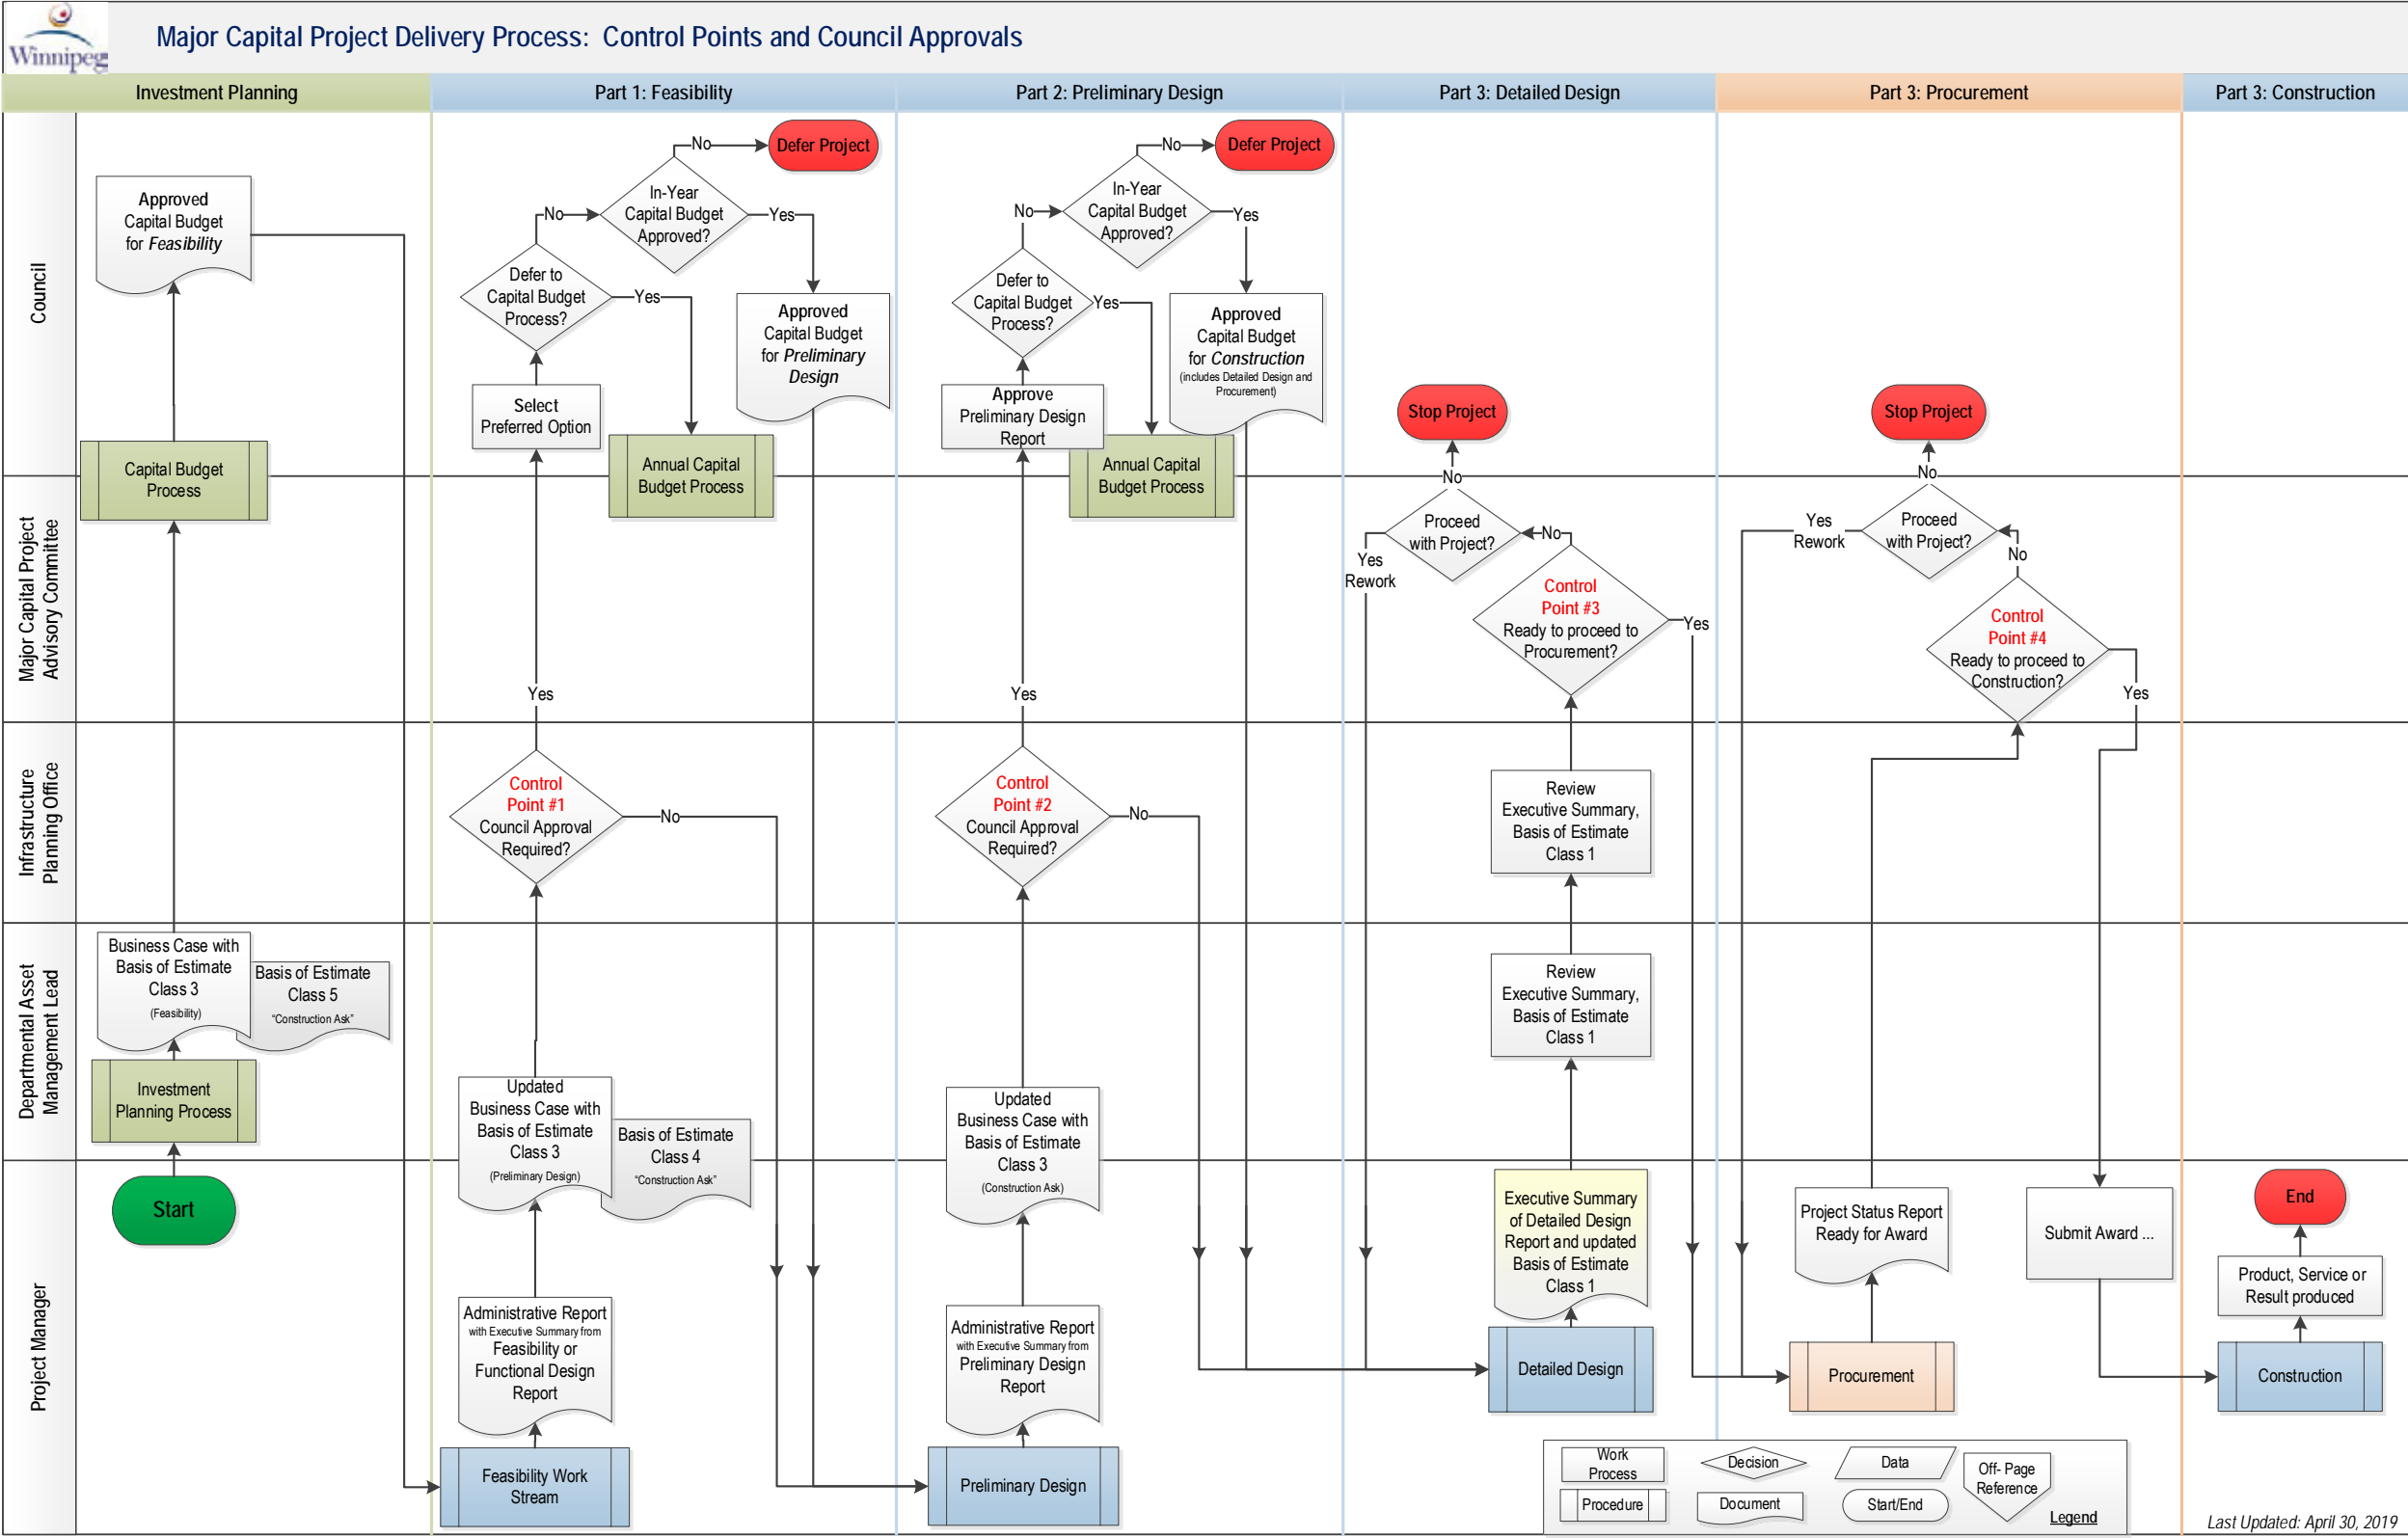 Winnipeg
Major Capital Project Delivery Process:  Control Points and Council Approvals
Investment Planning
Part 1: Feasibility
Part 2: Preliminary Design
Part 3: Detailed Design
Part 3: Procurement
Part 3: Construction
Council
Major Capital Project
Advisory Committee
Infrastructure
Planning Office
Departmental Asset
Management Lead
Project Manager
Approved
Capital Budget
for Feasibility
Capital Budget
Process
Business Case with
Basis of Estimate
Class 3
(Feasibility)
Basis of Estimate
Class 5
“Construction Ask”
Investment
Planning Process
Start
No
Defer Project
In-Year
Capital Budget
Approved?
No
Yes
Defer to
Capital Budget
Process?
Yes
Approved
Capital Budget
for Preliminary
Design
Select
Preferred Option
Annual Capital
Budget Process
Yes
Control
Point #1
Council Approval
Required?
No
Updated
Business Case with
Basis of Estimate
Class 3
(Preliminary Design)
Basis of Estimate
Class 4
“Construction Ask”
Administrative Report
with Executive Summary from
Feasibility or
Functional Design
Report
Feasibility Work
Stream
No
Defer Project
In-Year
Capital Budget
Approved?
No
Yes
Defer to
Capital Budget
Process?
Yes
Approved
Capital Budget
for Construction
(includes Detailed Design and
Procurement)
Approve
Preliminary Design
Report
Annual Capital
Budget Process
Yes
Control
Point #2
Council Approval
Required?
No
Updated
Business Case with
Basis of Estimate
Class 3
(Construction Ask)
Administrative Report
with Executive Summary from
Preliminary Design
Report
Preliminary Design
Stop Project
No
Proceed
with Project?
No
Yes
Rework
Control
Point #3
Ready to proceed to
Procurement?
Yes
Review
Executive Summary,
Basis of Estimate
Class 1
Review
Executive Summary,
Basis of Estimate
Class 1
Executive Summary
of Detailed Design
Report and updated
Basis of Estimate
Class 1
Detailed Design
Stop Project
No
Proceed
with Project?
Yes
Rework
No
Control
Point #4
Ready to proceed to
Construction?
Yes
Project Status Report
Ready for Award
Submit Award ...
Procurement
End
Product, Service or
Result produced
Construction
Work
Process
Decision
Data
Off- Page
Reference
Procedure
Document
Start/End
Legend
Last Updated: April 30, 2019